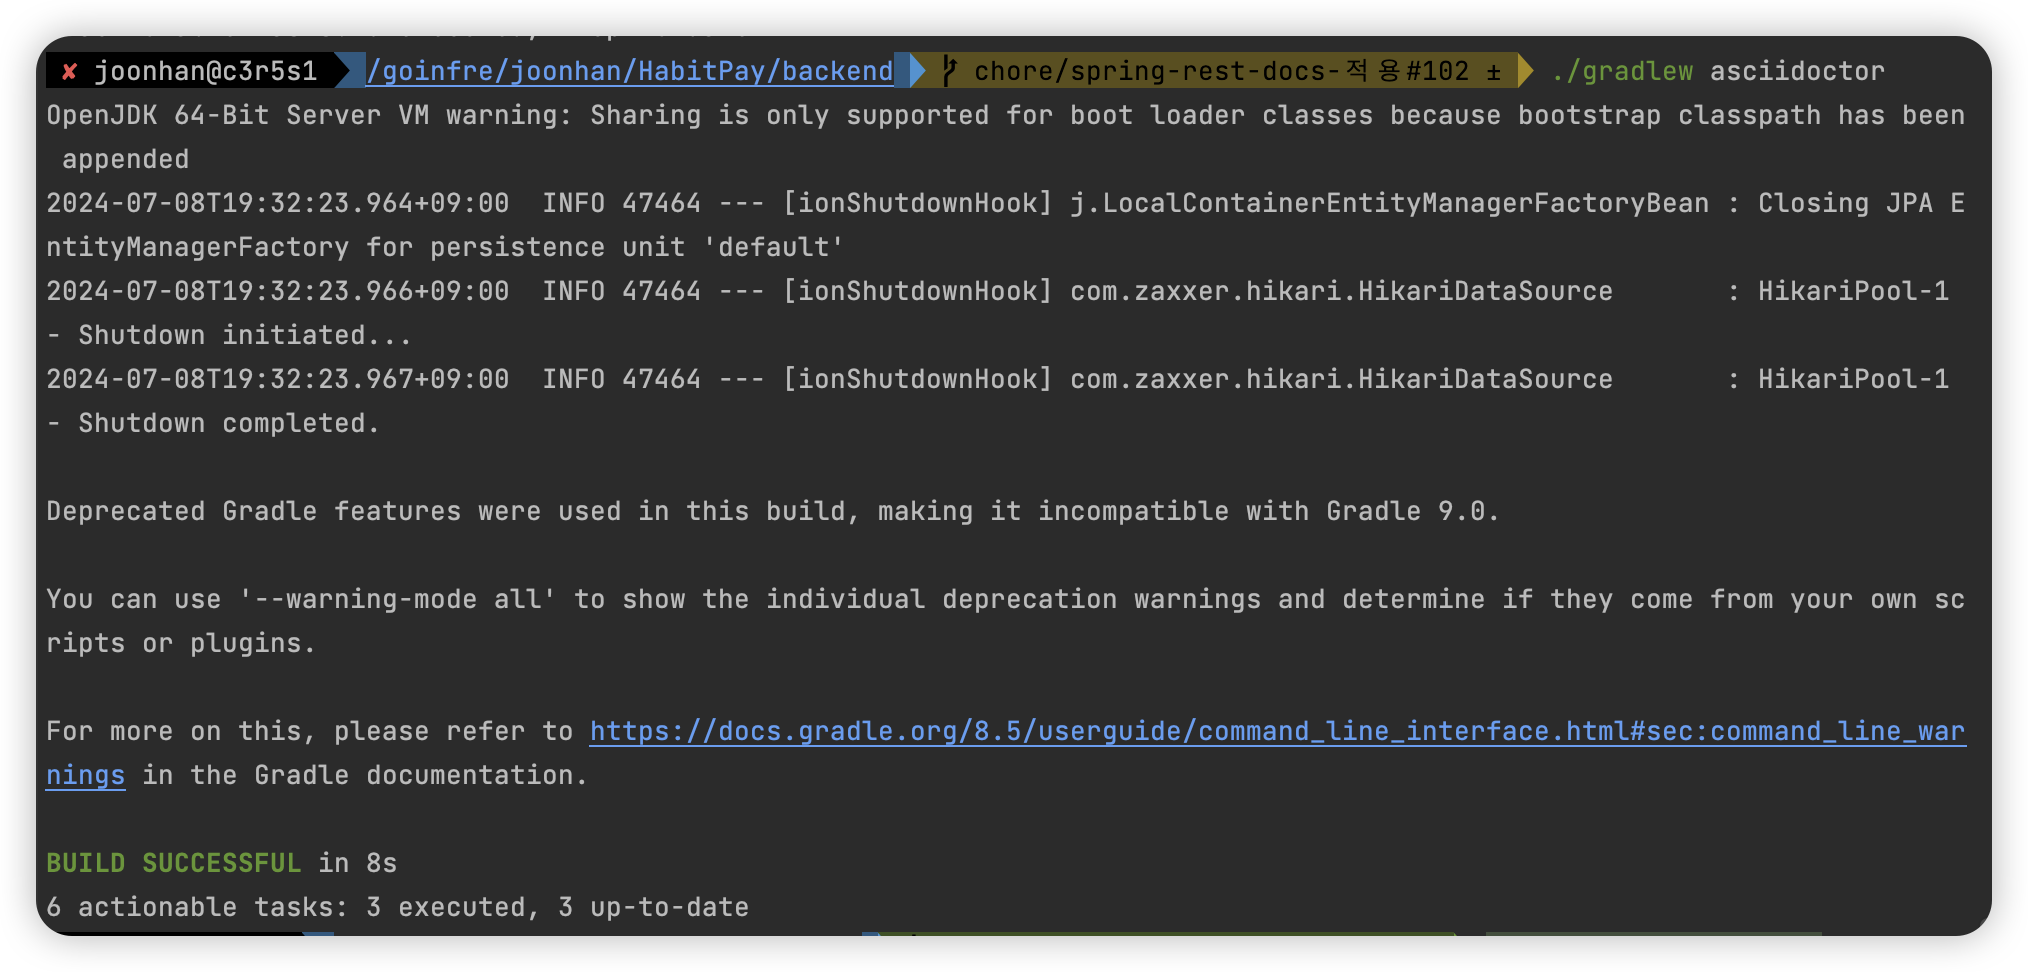 ✘ joonhan@c3r5s1 /goinfre/joonhan/HabitPay/backend chore/spring-rest-docs-적용#102 ± ./gradlew asciidoctor
OpenJDK 64-Bit Server VM warning: Sharing is only supported for boot loader classes because bootstrap classpath has been
 appended
2024-07-08T19:32:23.964+09:00  INFO 47464 --- [ionShutdownHook] j.LocalContainerEntityManagerFactoryBean : Closing JPA E
ntityManagerFactory for persistence unit 'default'
2024-07-08T19:32:23.966+09:00  INFO 47464 --- [ionShutdownHook] com.zaxxer.hikari.HikariDataSource       : HikariPool-1
- Shutdown initiated...
2024-07-08T19:32:23.967+09:00  INFO 47464 --- [ionShutdownHook] com.zaxxer.hikari.HikariDataSource       : HikariPool-1
- Shutdown completed.
Deprecated Gradle features were used in this build, making it incompatible with Gradle 9.0.
You can use '--warning-mode all' to show the individual deprecation warnings and determine if they come from your own sc
ripts or plugins.
For more on this, please refer to https://docs.gradle.org/8.5/userguide/command_line_interface.html#sec:command_line_war
nings in the Gradle documentation.
BUILD SUCCESSFUL in 8s
6 actionable tasks: 3 executed, 3 up-to-date